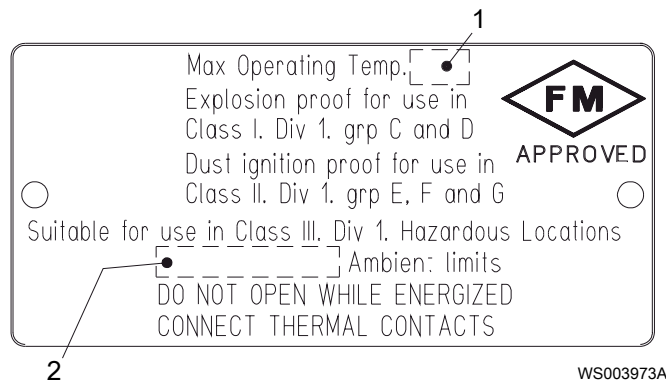 1
Max Operating Temp.
Explosion proof for use in
Class I. Div 1. grp C and D
Dust ignition proof for use in
Class II. Div 1. grp E, F and G
FM
APPROVED
Suitable for use in Class III. Div 1. Hazardous Locations
Ambien: limits
DO NOT OPEN WHILE ENERGIZED
CONNECT THERMAL CONTACTS
2
WS003973A